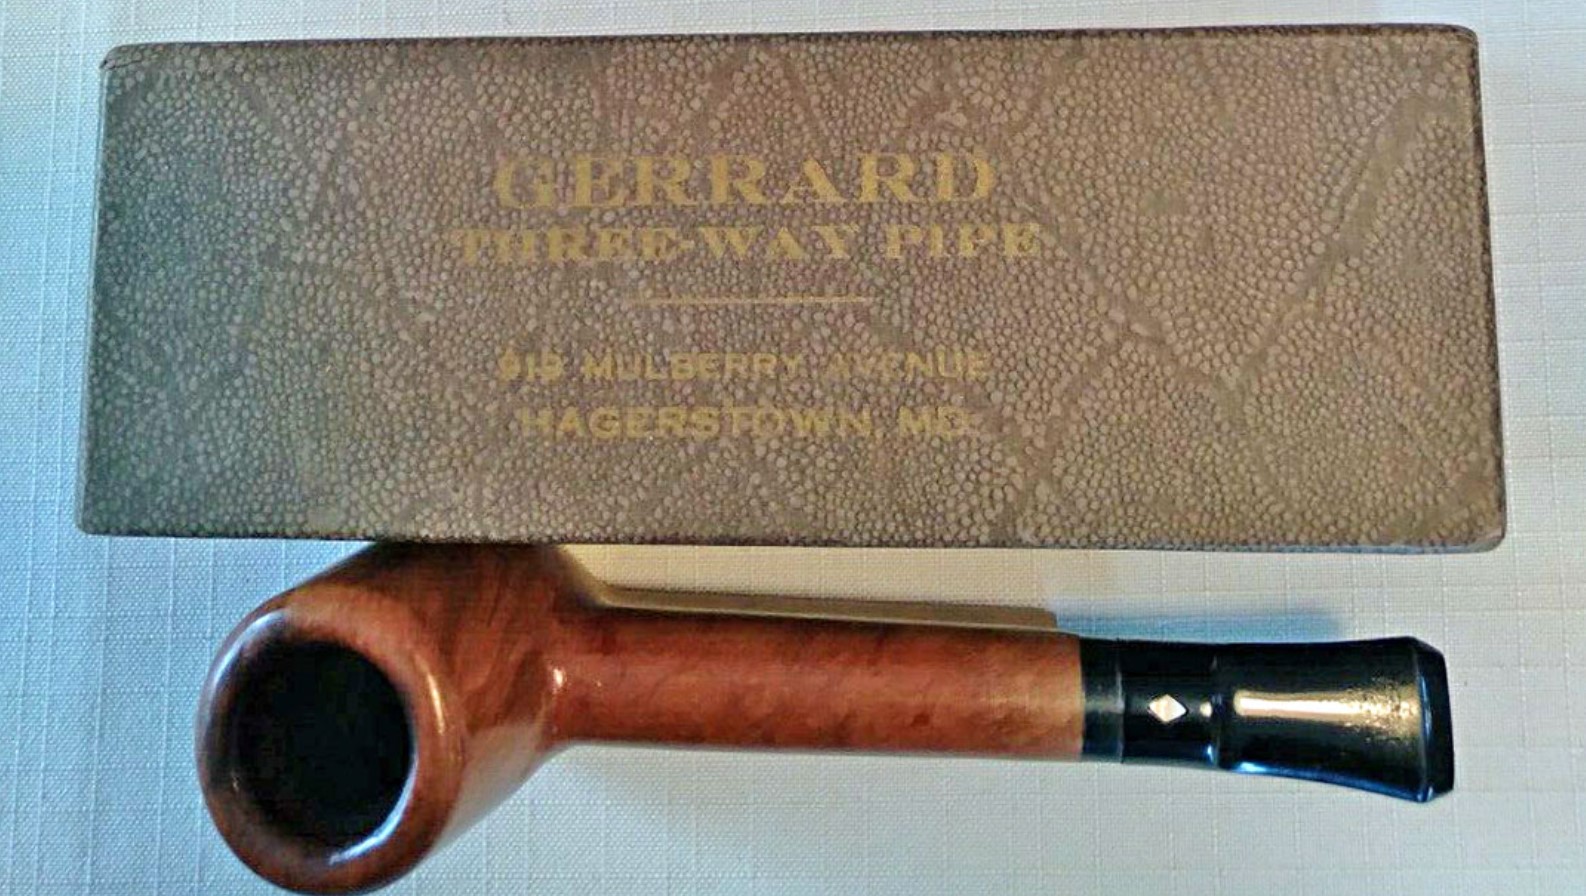 GERRARD
THREE-WAY PIPE
919 MULBERRY AVENUE
HAGERSTOWN, MD.